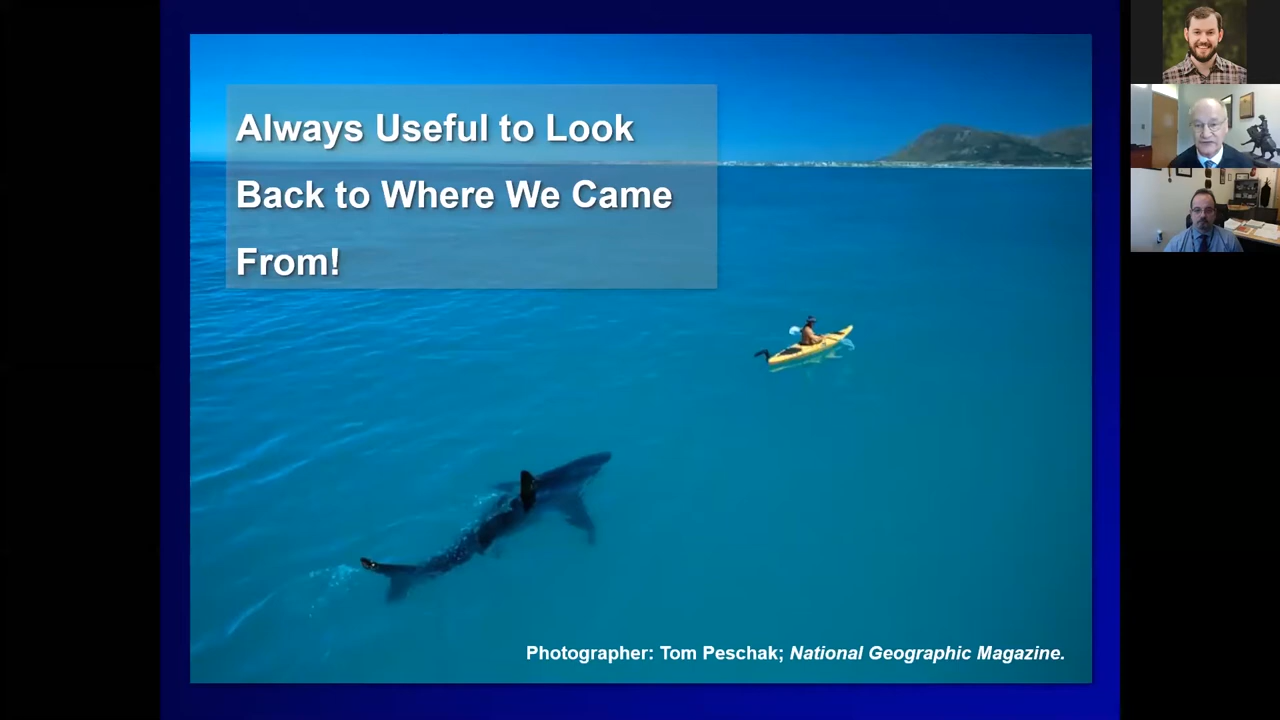 Always Useful to Look
Back to Where We Came
From!
Photographer: Tom Peschak; National Geographic Magazine.